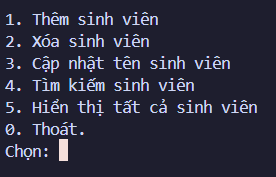 1. Thêm sinh viên
2. Xóa sinh viên
3. Cập nhật tên sinh viên
4. Tìm kiếm sinh viên
5. Hiển thị tất cả sinh viên
0. Thoát.
Chọn: